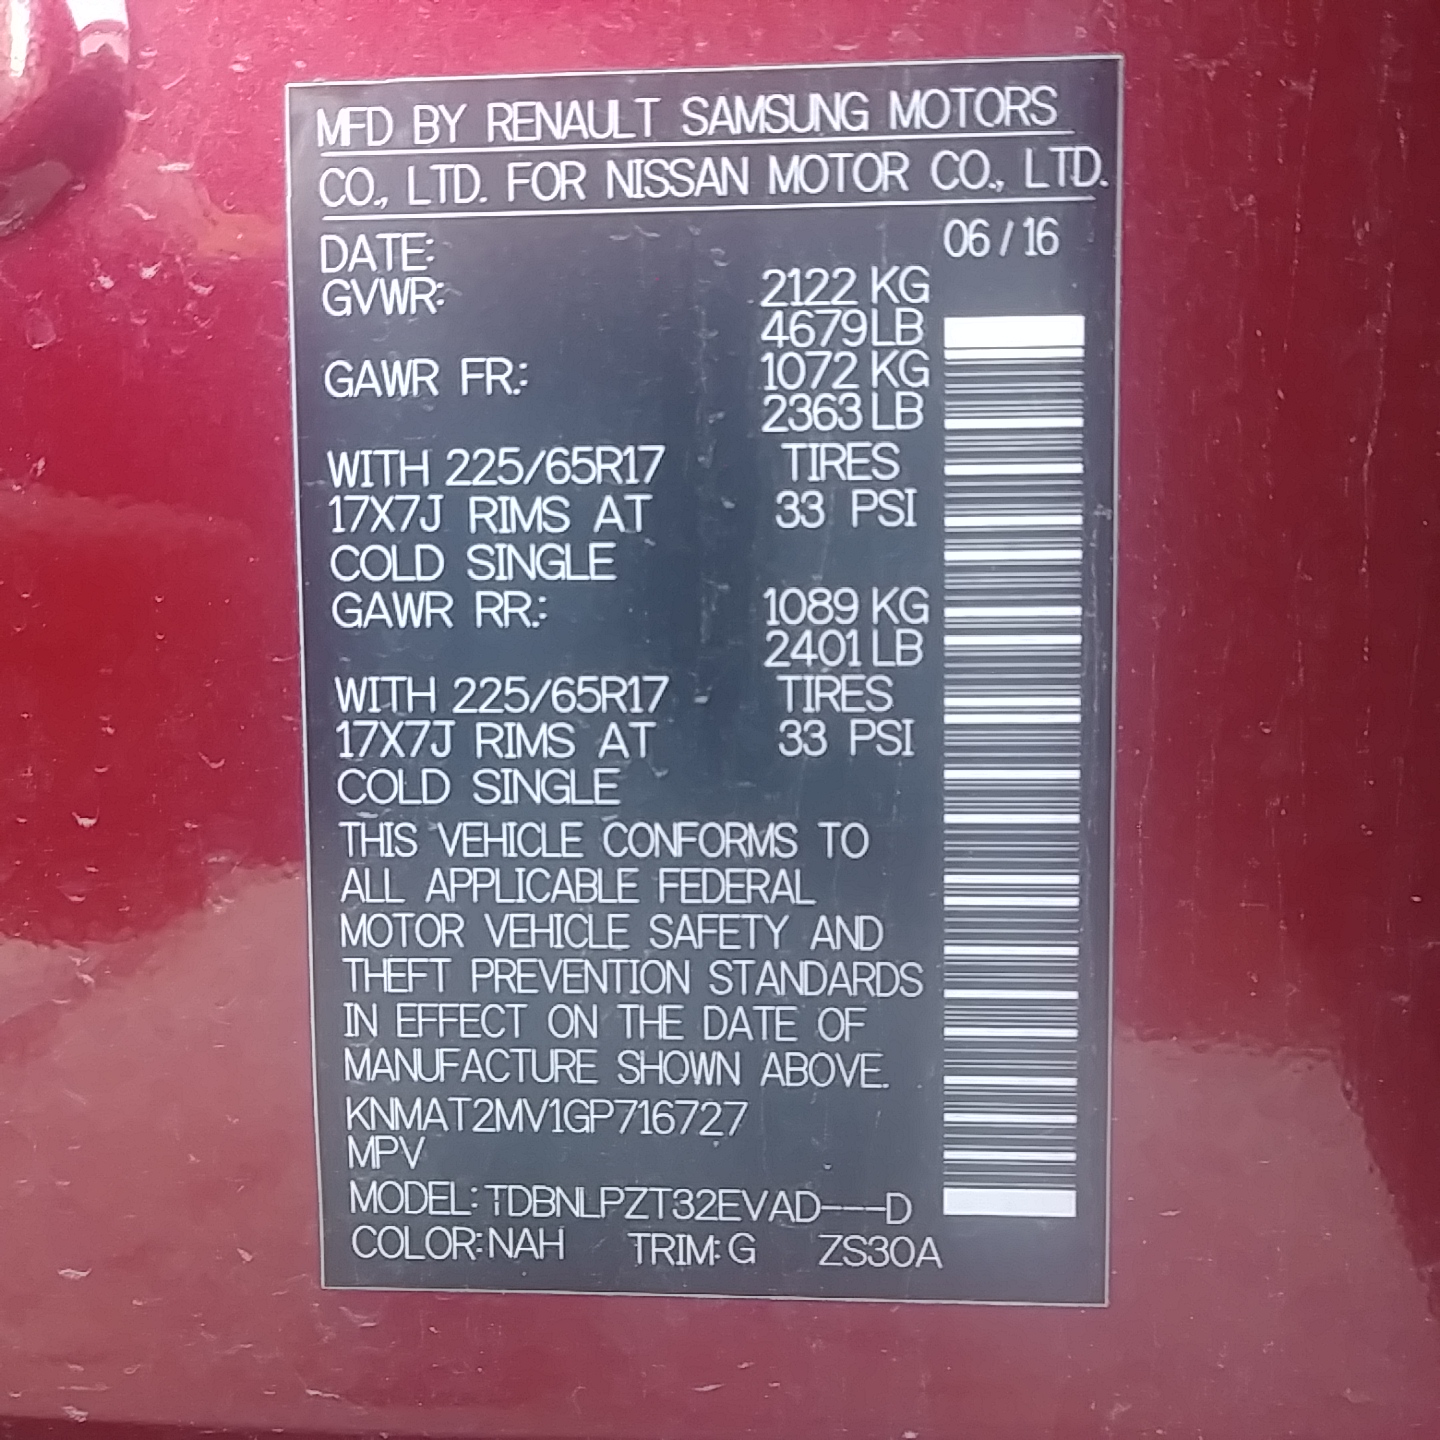 MFD BY RENAULT SAMSUNG MOTORS
CO., LTD. FOR NISSAN MOTOR CO., LTD.
DATE: 06 / 16
GVWR: 2122 KG
4679 LB
GAWR FR.: 1072 KG
2363 LB
WITH 225/65R17 TIRES
17X7J RIMS AT 33 PSI
COLD SINGLE
GAWR RR.: 1089 KG
2401 LB
WITH 225/65R17 TIRES
17X7J RIMS AT 33 PSI
COLD SINGLE
THIS VEHICLE CONFORMS TO
ALL APPLICABLE FEDERAL
MOTOR VEHICLE SAFETY AND
THEFT PREVENTION STANDARDS
IN EFFECT ON THE DATE OF
MANUFACTURE SHOWN ABOVE.
KNMAT2MV1GP716727
MPV
MODEL: TDBNLPZT32EVAD---D
COLOR: NAH TRIM: G ZS30A